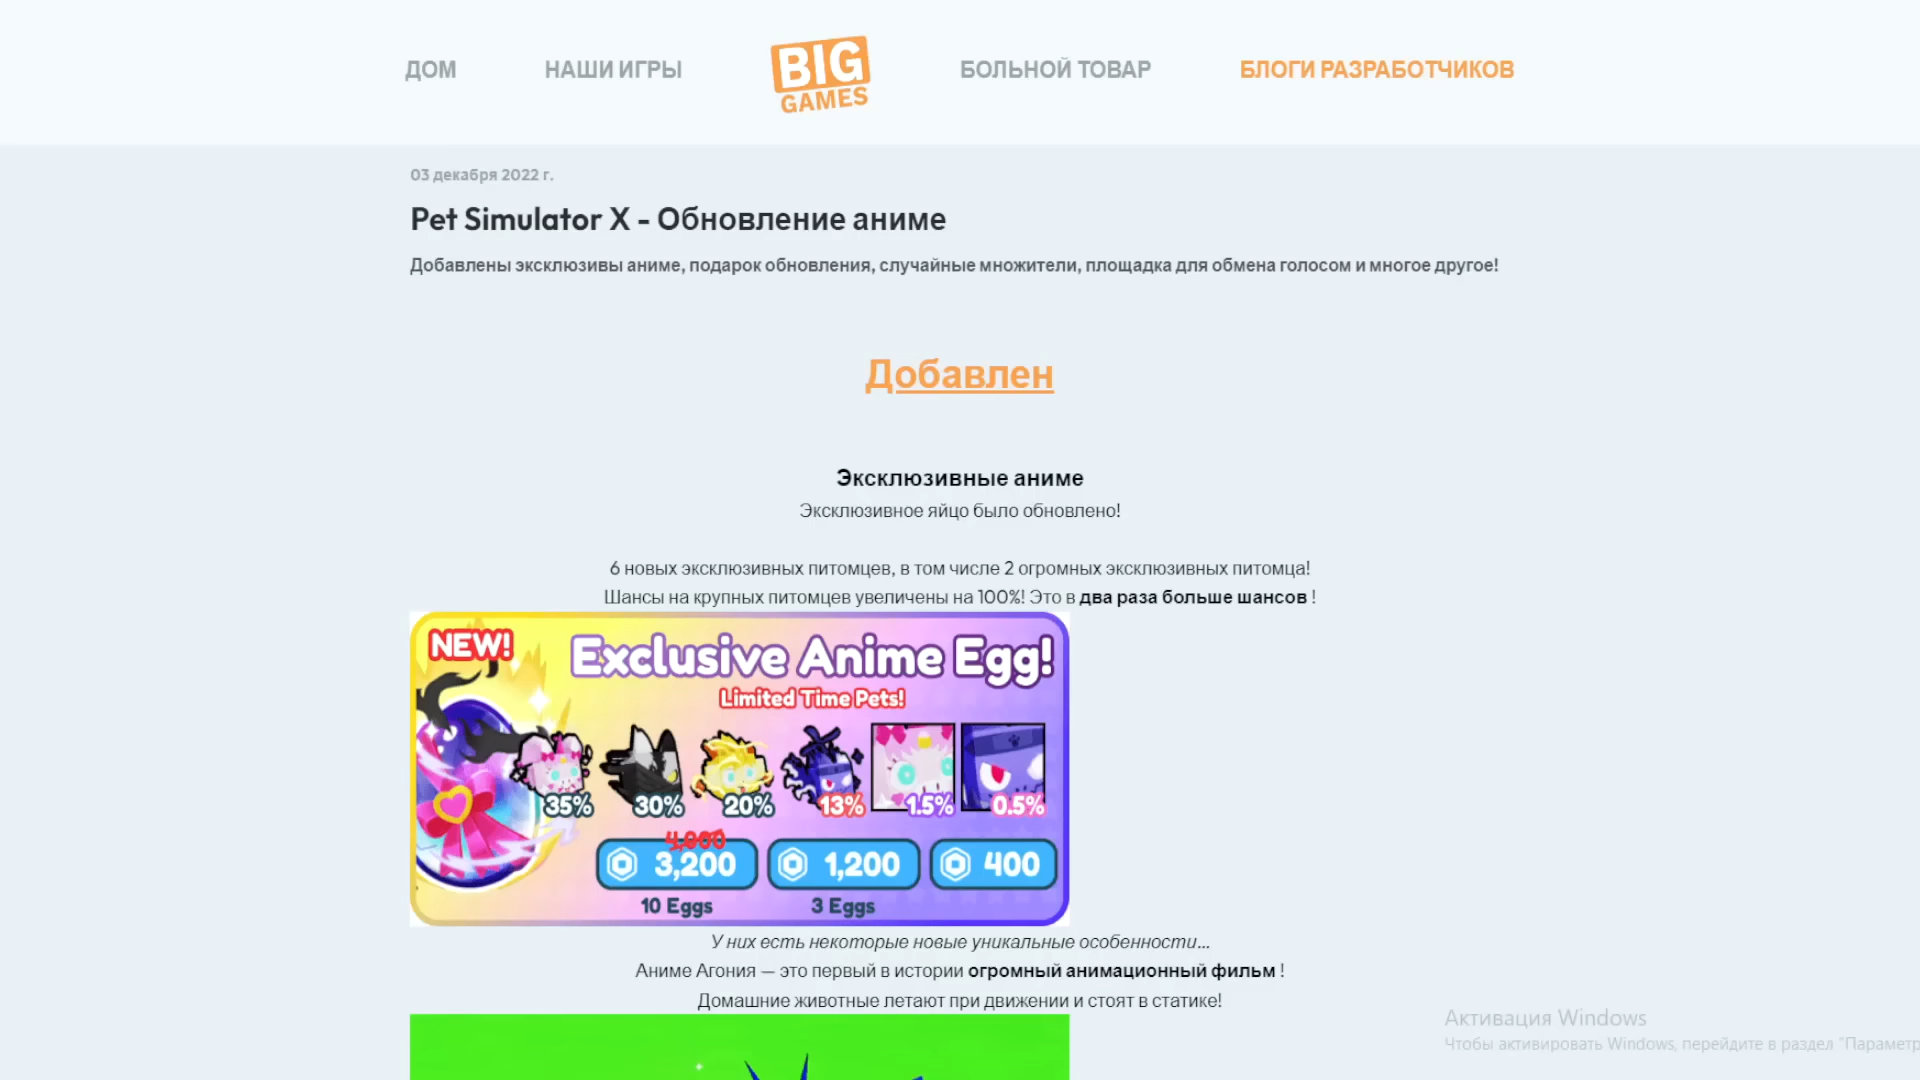 ДОМ
НАШИ ИГРЫ
BIG
GAMES
БОЛЬНОЙ ТОВАР
БЛОГИ РАЗРАБОТЧИКОВ
03 декабря 2022 г.
Pet Simulator X - Обновление аниме
Добавлены эксклюзивы аниме, подарок обновления, случайные множители, площадка для обмена голосом и многое другое!
Добавлен
Эксклюзивные аниме
Эксклюзивное яйцо было обновлено!
6 новых эксклюзивных питомцев, в том числе 2 огромных эксклюзивных питомца!
Шансы на крупных питомцев увеличены на 100%! Это в два раза больше шансов !
NEW!
Exclusive Anime Egg!
Limited Time Pets!
35%
30%
20%
13%
1.5%
0.5%
4,000
3,200
1,200
400
10 Eggs
3 Eggs
У них есть некоторые новые уникальные особенности...
Аниме Агония — это первый в истории огромный анимационный фильм !
Домашние животные летают при движении и стоят в статике!
Активация Windows
Чтобы активировать Windows, перейдите в раздел "Параметр